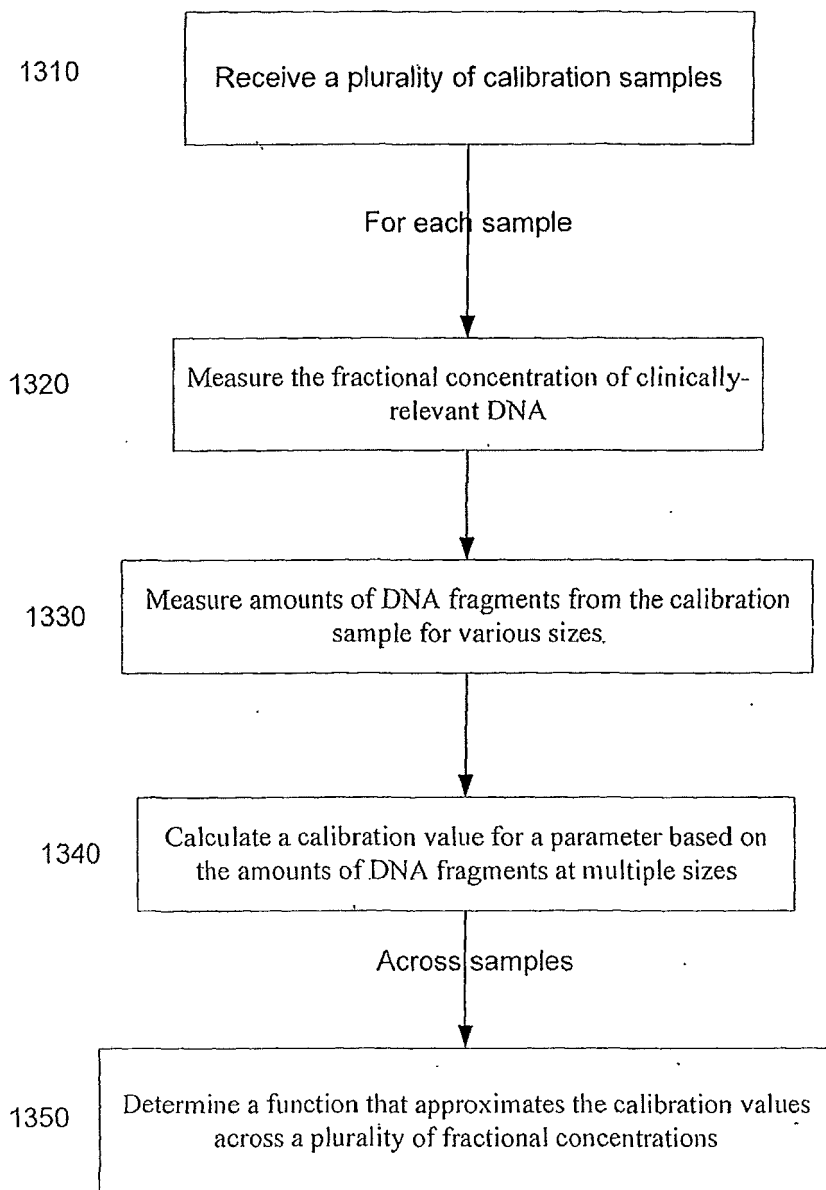 1310
Receive a plurality of calibration samples
For each sample
1320
Measure the fractional concentration of clinically-
relevant DNA
1330
Measure amounts of DNA fragments from the calibration
sample for various sizes.
1340
Calculate a calibration value for a parameter based on
the amounts of DNA fragments at multiple sizes
Across samples
1350
Determine a function that approximates the calibration values
across a plurality of fractional concentrations